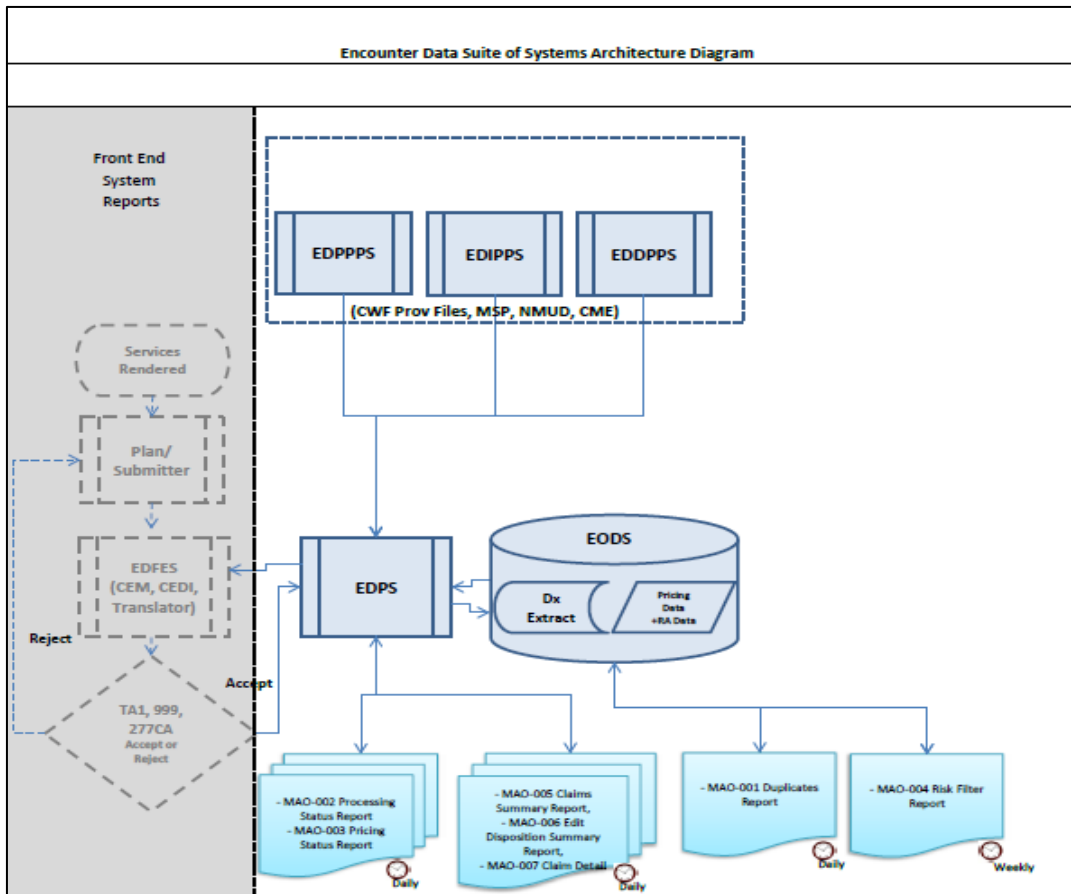 Encounter Data Suite of Systems Architecture Diagram
Front End
System
Reports
EDPPPS
EDIPPS
EDDPPS
(CWF Prov Files, MSP, NMUD, CME)
Services
Rendered
Plan/
Submitter
EDFES
(CEM, CEDI,
Translator)
Reject
TA1, 999,
277CA
Accept or
Reject
Accept
EDPS
EODS
Dx
Extract
Pricing
Data
+RA Data
- MAO-002 Processing
Status Report
- MAO-003 Pricing
Status Report
Daily
- MAO-005 Claims
Summary Report,
- MAO-006 Edit
Disposition Summary
Report,
- MAO-007 Claim Detail
Daily
- MAO-001 Duplicates
Report
Daily
- MAO-004 Risk Filter
Report
Weekly